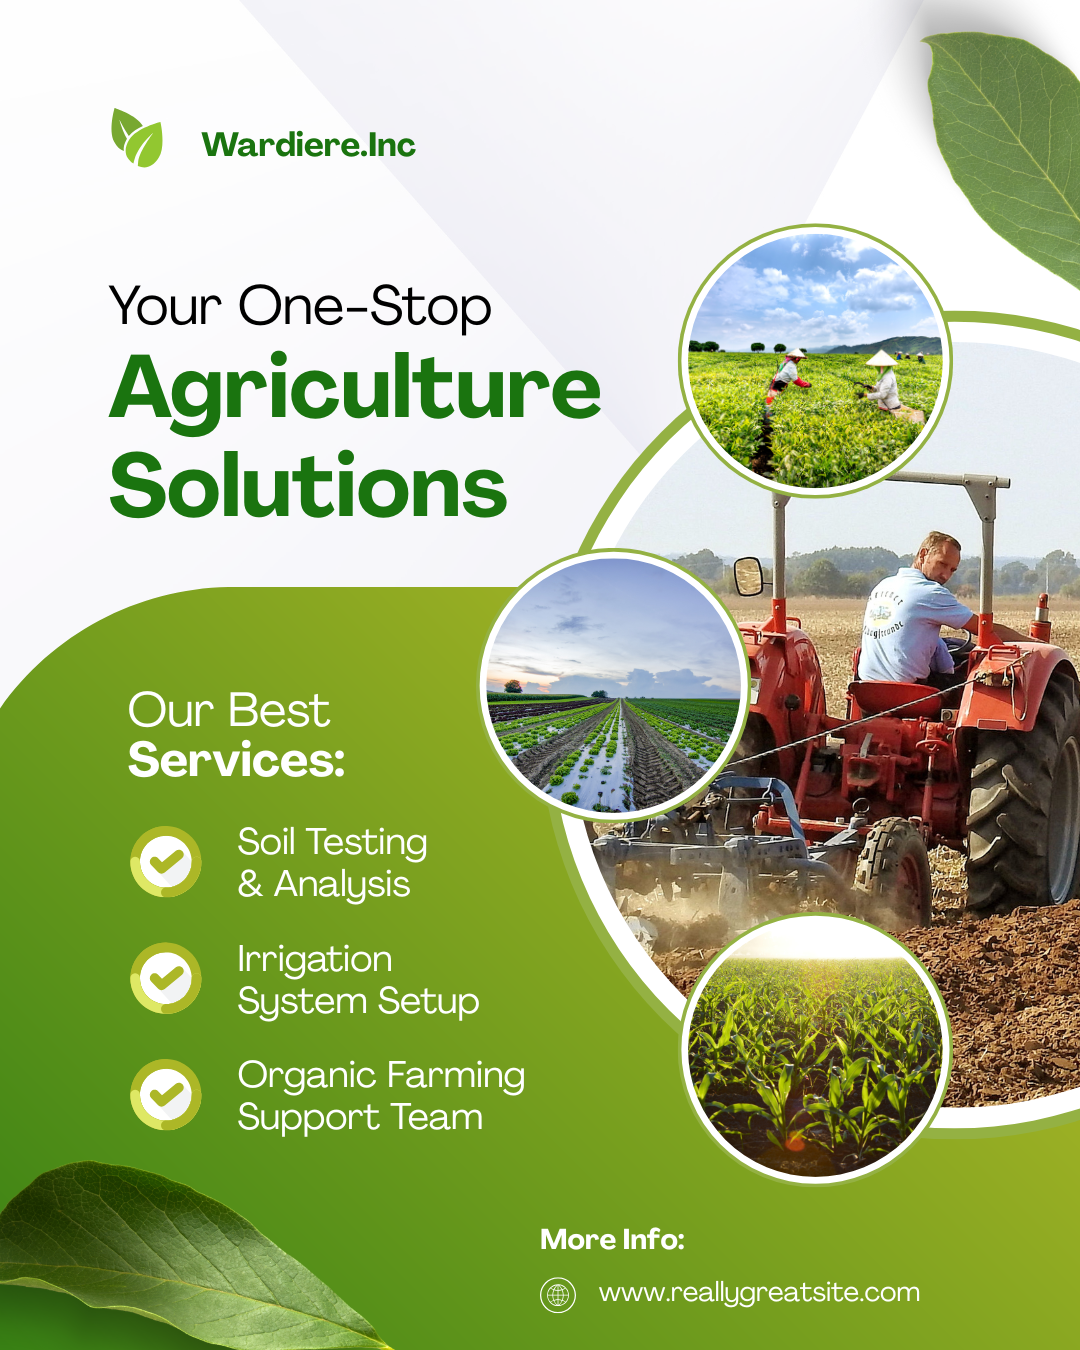 Wardiere.Inc
Your One-Stop
Agriculture
Solutions
Our Best
Services:
Soil Testing
& Analysis
Irrigation
System Setup
Organic Farming
Support Team
More Info:
www.reallygreatsite.com